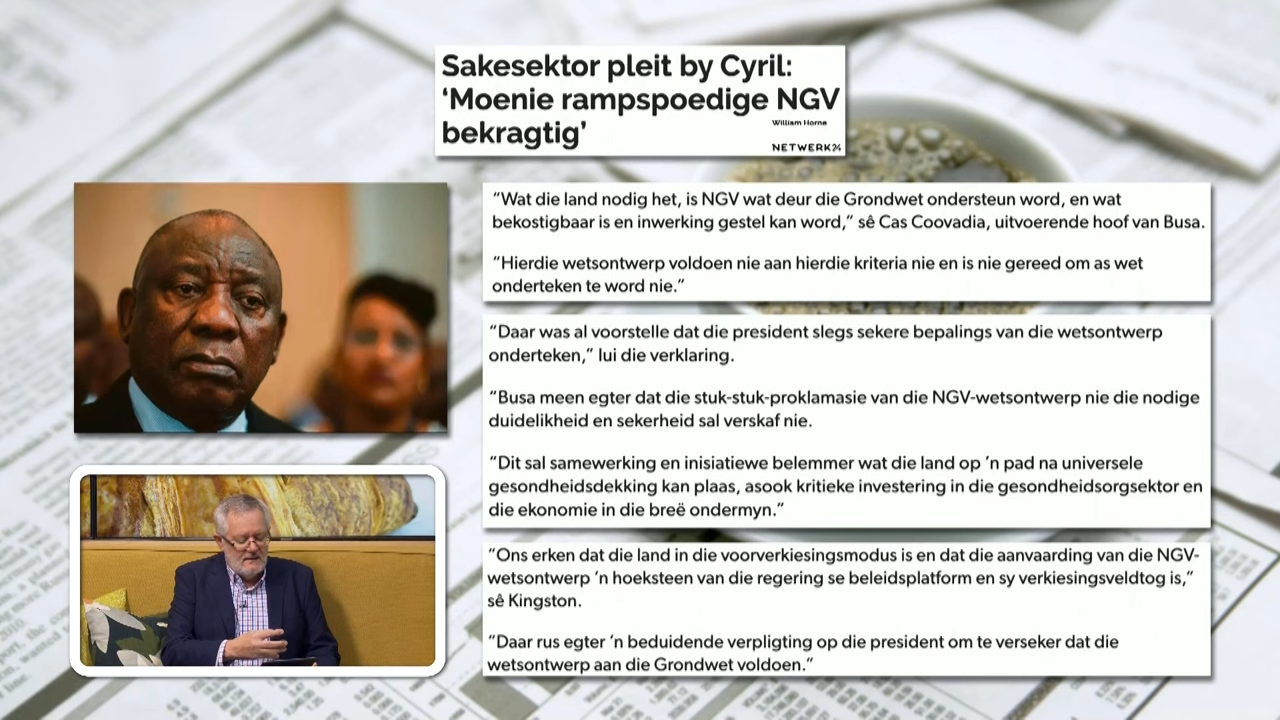 Sakesektor pleit by Cyril:
‘Moenie rampspoedige NGV
bekragtig’
William Horne
NETWERK24
“Wat die land nodig het, is NGV wat deur die Grondwet ondersteun word, en wat
bekostigbaar is en inwerking gestel kan word,” sê Cas Coovadia, uitvoerende hoof van Busa.
“Hierdie wetsontwerp voldoen nie aan hierdie kriteria nie en is nie gereed om as wet
onderteken te word nie.”
“Daar was al voorstelle dat die president slegs sekere bepalings van die wetsontwerp
onderteken,” lui die verklaring.
“Busa meen egter dat die stuk-stuk-proklamasie van die NGV-wetsontwerp nie die nodige
duidelikheid en sekerheid sal verskaf nie.
“Dit sal samewerking en inisiatiewe belemmer wat die land op ’n pad na universele
gesondheidsdekking kan plaas, asook kritieke investering in die gesondheidsorgsektor en
die ekonomie in die breë ondermyn.”
“Ons erken dat die land in die voorverkiesingsmodus is en dat die aanvaarding van die NGV-
wetsontwerp ’n hoeksteen van die regering se beleidsplatform en sy verkiesingsveldtog is,”
sê Kingston.
“Daar rus egter ’n beduidende verpligting op die president om te verseker dat die
wetsontwerp aan die Grondwet voldoen.”